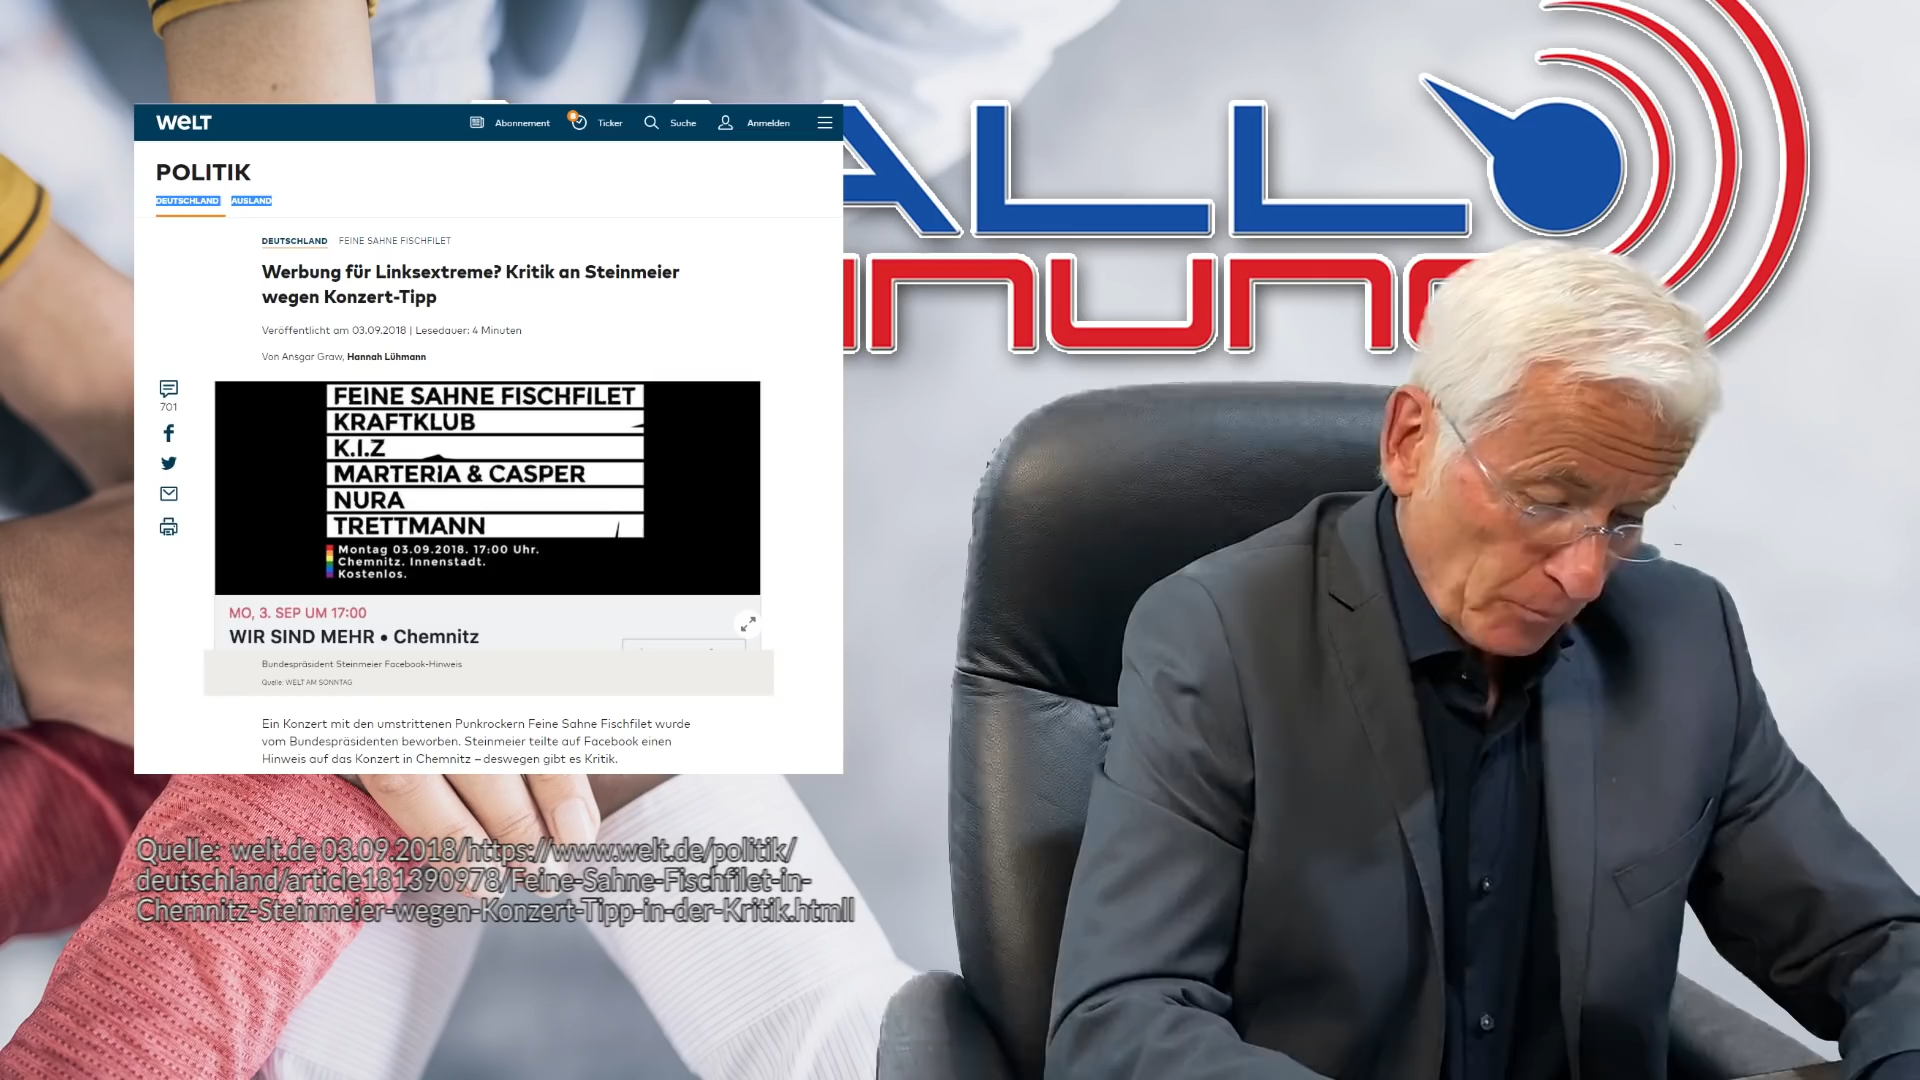 WELT
Abonnement
Ticker
Suche
Anmelden
POLITIK
DEUTSCHLAND AUSLAND
DEUTSCHLAND FEINE SAHNE FISCHFILET
Werbung für Linksextreme? Kritik an Steinmeier
wegen Konzert-Tipp
Veröffentlicht am 03.09.2018 | Lesedauer: 4 Minuten
Von Ansgar Graw, Hannah Lühmann
701
FEINE SAHNE FISCHFILET
KRAFTKLUB
K.I.Z
MARTERIA & CASPER
NURA
TRETTMANN
Montag 03.09.2018. 17:00 Uhr.
Chemnitz. Innenstadt.
Kostenlos.
MO, 3. SEP UM 17:00
WIR SIND MEHR • Chemnitz
Bundespräsident Steinmeier Facebook-Hinweis
Quelle: WELT AM SONNTAG
Ein Konzert mit den umstrittenen Punkrockern Feine Sahne Fischfilet wurde
vom Bundespräsidenten beworben. Steinmeier teilte auf Facebook einen
Hinweis auf das Konzert in Chemnitz – deswegen gibt es Kritik.
Quelle: welt.de 03.09.2018/https://www.welt.de/politik/
deutschland/article181390978/Feine-Sahne-Fischfilet-in-
Chemnitz-Steinmeier-wegen-Konzert-Tipp-in-der-Kritik.htmll